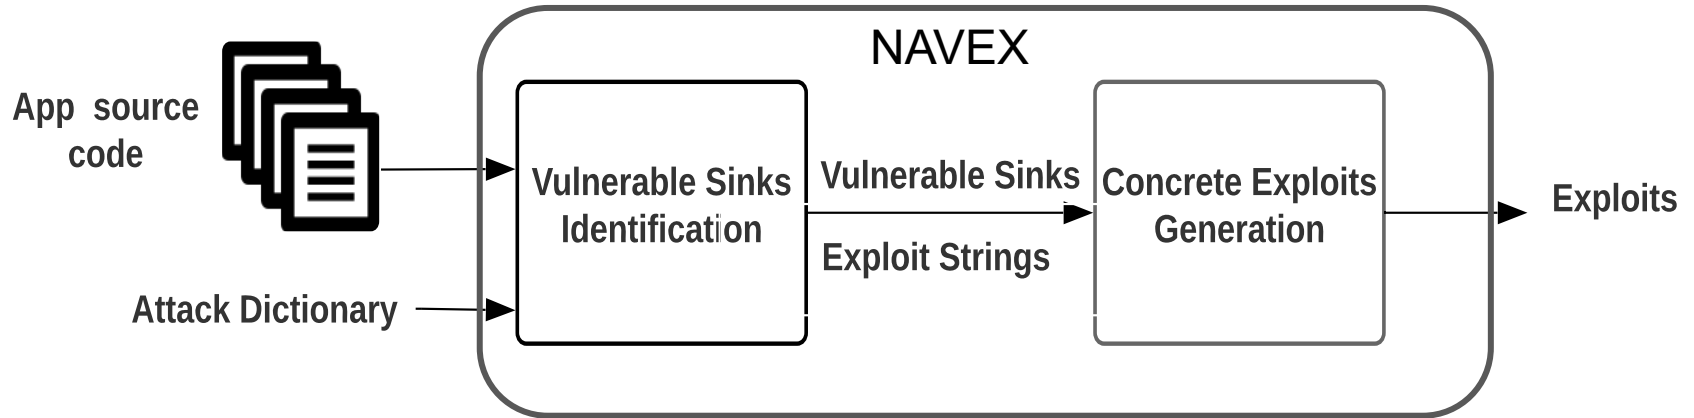 NAVEX
App source
code
Attack Dictionary
Vulnerable Sinks
Identification
Vulnerable Sinks
Exploit Strings
Concrete Exploits
Generation
Exploits